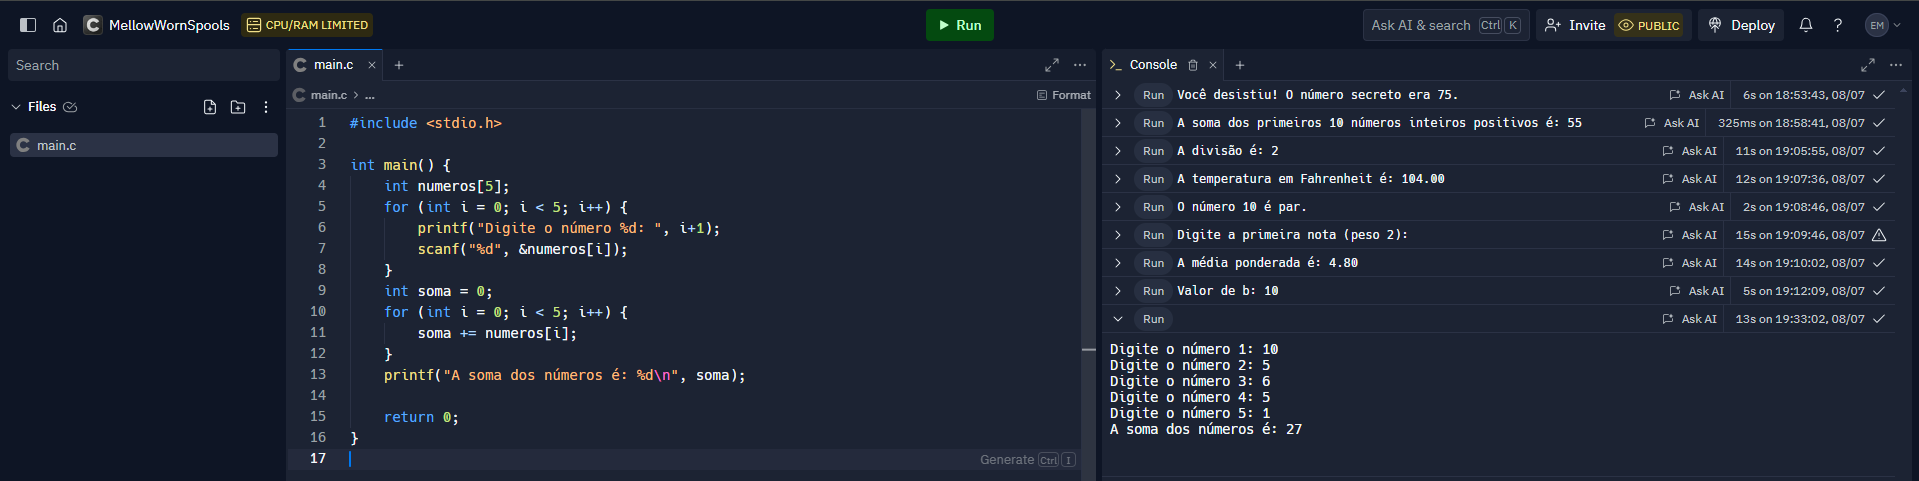 MellowWornSpools
CPU/RAM LIMITED
Run
Ask AI & search Ctrl K
Invite
PUBLIC
Deploy
EM
Search
Files
main.c
main.c
main.c > ...
Format
1 #include <stdio.h>
2
3 int main() {
4 int numeros[5];
5 for (int i = 0; i < 5; i++) {
6 printf("Digite o número %d: ", i+1);
7 scanf("%d", &numeros[i]);
8 }
9 int soma = 0;
10 for (int i = 0; i < 5; i++) {
11 soma += numeros[i];
12 }
13 printf("A soma dos números é: %d\n", soma);
14
15 return 0;
16 }
17
Generate Ctrl I
Console
Run Você desistiu! O número secreto era 75. Ask AI 6s on 18:53:43, 08/07
Run A soma dos primeiros 10 números inteiros positivos é: 55 Ask AI 325ms on 18:58:41, 08/07
Run A divisão é: 2 Ask AI 11s on 19:05:55, 08/07
Run A temperatura em Fahrenheit é: 104.00 Ask AI 12s on 19:07:36, 08/07
Run O número 10 é par. Ask AI 2s on 19:08:46, 08/07
Run Digite a primeira nota (peso 2): Ask AI 15s on 19:09:46, 08/07
Run A média ponderada é: 4.80 Ask AI 14s on 19:10:02, 08/07
Run Valor de b: 10 Ask AI 5s on 19:12:09, 08/07
Run Ask AI 13s on 19:33:02, 08/07
Digite o número 1: 10
Digite o número 2: 5
Digite o número 3: 6
Digite o número 4: 5
Digite o número 5: 1
A soma dos números é: 27